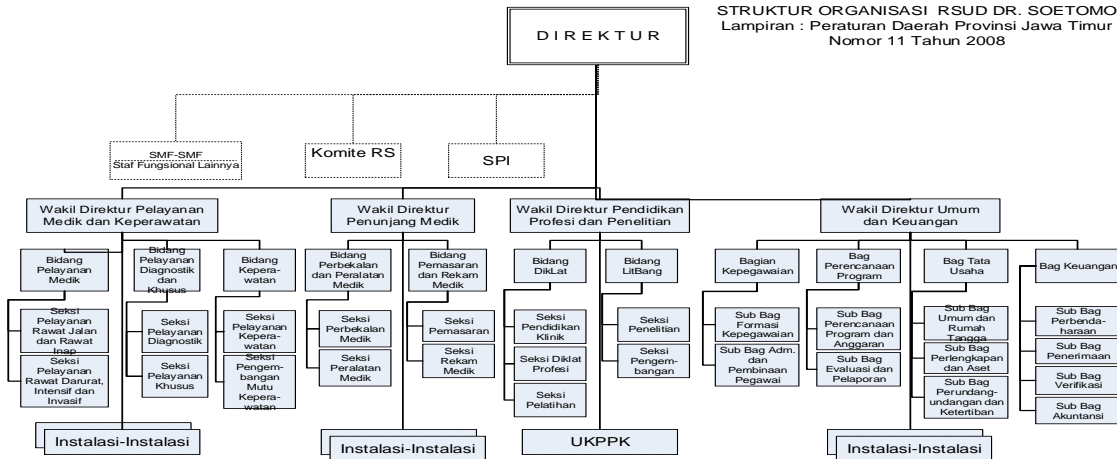 STRUKTUR ORGANISASI RSUD DR. SOETOMO
Lampiran : Peraturan Daerah Provinsi Jawa Timur
Nomor 11 Tahun 2008
DIREKTUR
SMF-SMF
Staf Fungsional Lainnya
Komite RS
SPI
Wakil Direktur Pelayanan
Medik dan Keperawatan
Wakil Direktur
Penunjang Medik
Wakil Direktur Pendidikan
Profesi dan Penelitian
Wakil Direktur Umum
dan Keuangan
Bidang
Pelayanan
Medik
Bidang
Pelayanan
Diagnostik
dan
Khusus
Bidang
Kepera-
watan
Bidang
Perbekalan
dan Peralatan
Medik
Bidang
Pemasaran
dan Rekam
Medik
Bidang
DikLat
Bidang
LitBang
Bagian
Kepegawaian
Bag
Perencanaan
Program
Bag Tata
Usaha
Bag Keuangan
Seksi
Pelayanan
Rawat Jalan
dan Rawat
Inap
Seksi
Pelayanan
Rawat Darurat,
Intensif dan
Invasif
Seksi
Pelayanan
Diagnostik
Seksi
Pelayanan
Khusus
Seksi
Pelayanan
Kepera-
watan
Seksi
Pengem-
bangan
Mutu
Kepera-
watan
Seksi
Perbekalan
Medik
Seksi
Peralatan
Medik
Seksi
Pemasaran
Seksi
Rekam
Medik
Seksi
Pendidikan
Klinik
Seksi Diklat
Profesi
Seksi
Pelatihan
Seksi
Penelitian
Seksi
Pengem-
bangan
Sub Bag
Formasi
Kepegawaian
Sub Bag Adm.
dan
Pembinaan
Pegawai
Sub Bag
Perencanaan
Program dan
Anggaran
Sub Bag
Evaluasi dan
Pelaporan
Sub Bag
Umum dan
Rumah
Tangga
Sub Bag
Perlengkapan
dan Aset
Sub Bag
Perundang-
undangan dan
Ketertiban
Sub Bag
Perbenda-
haraan
Sub Bag
Penerimaan
Sub Bag
Verifikasi
Sub Bag
Akuntansi
Instalasi-Instalasi
Instalasi-Instalasi
UKPPK
Instalasi-Instalasi